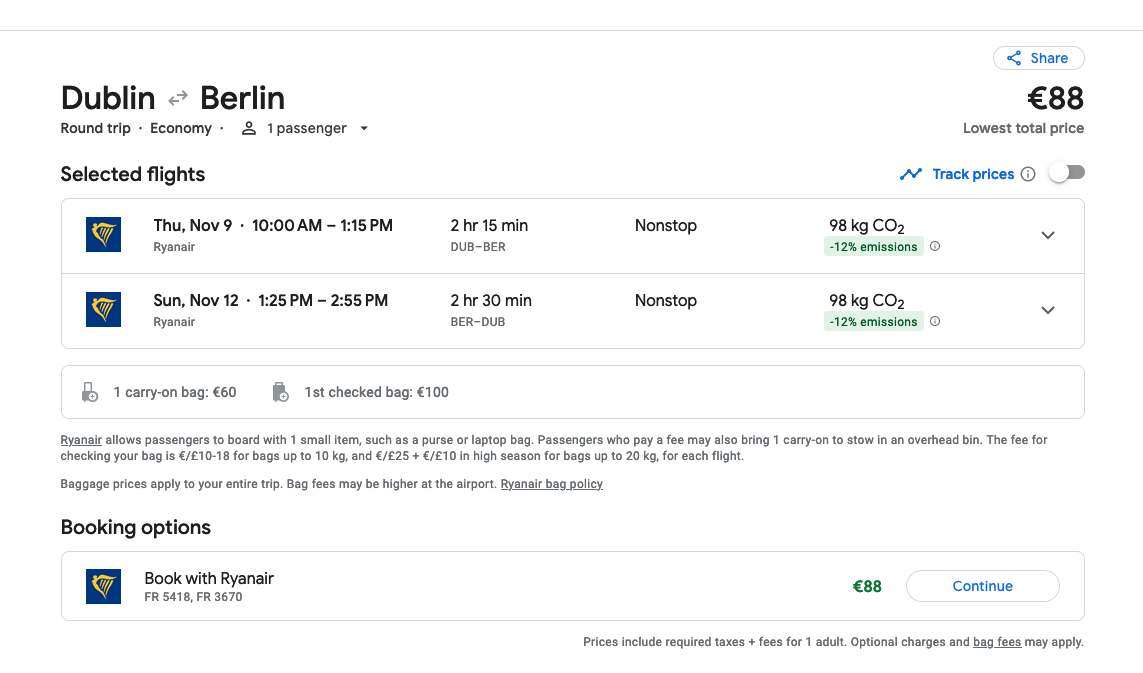 Share
Dublin Berlin
€88
Round trip · Economy · 1 passenger
Lowest total price
Selected flights
Track prices
Thu, Nov 9 · 10:00 AM – 1:15 PM
Ryanair
2 hr 15 min
DUB–BER
Nonstop
98 kg CO2
-12% emissions
Sun, Nov 12 · 1:25 PM – 2:55 PM
Ryanair
2 hr 30 min
BER–DUB
Nonstop
98 kg CO2
-12% emissions
1 carry-on bag: €60
1st checked bag: €100
Ryanair allows passengers to board with 1 small item, such as a purse or laptop bag. Passengers who pay a fee may also bring 1 carry-on to stow in an overhead bin. The fee for
checking your bag is €/£10-18 for bags up to 10 kg, and €/£25 + €/£10 in high season for bags up to 20 kg, for each flight.
Baggage prices apply to your entire trip. Bag fees may be higher at the airport. Ryanair bag policy
Booking options
Book with Ryanair
FR 5418, FR 3670
€88
Continue
Prices include required taxes + fees for 1 adult. Optional charges and bag fees may apply.